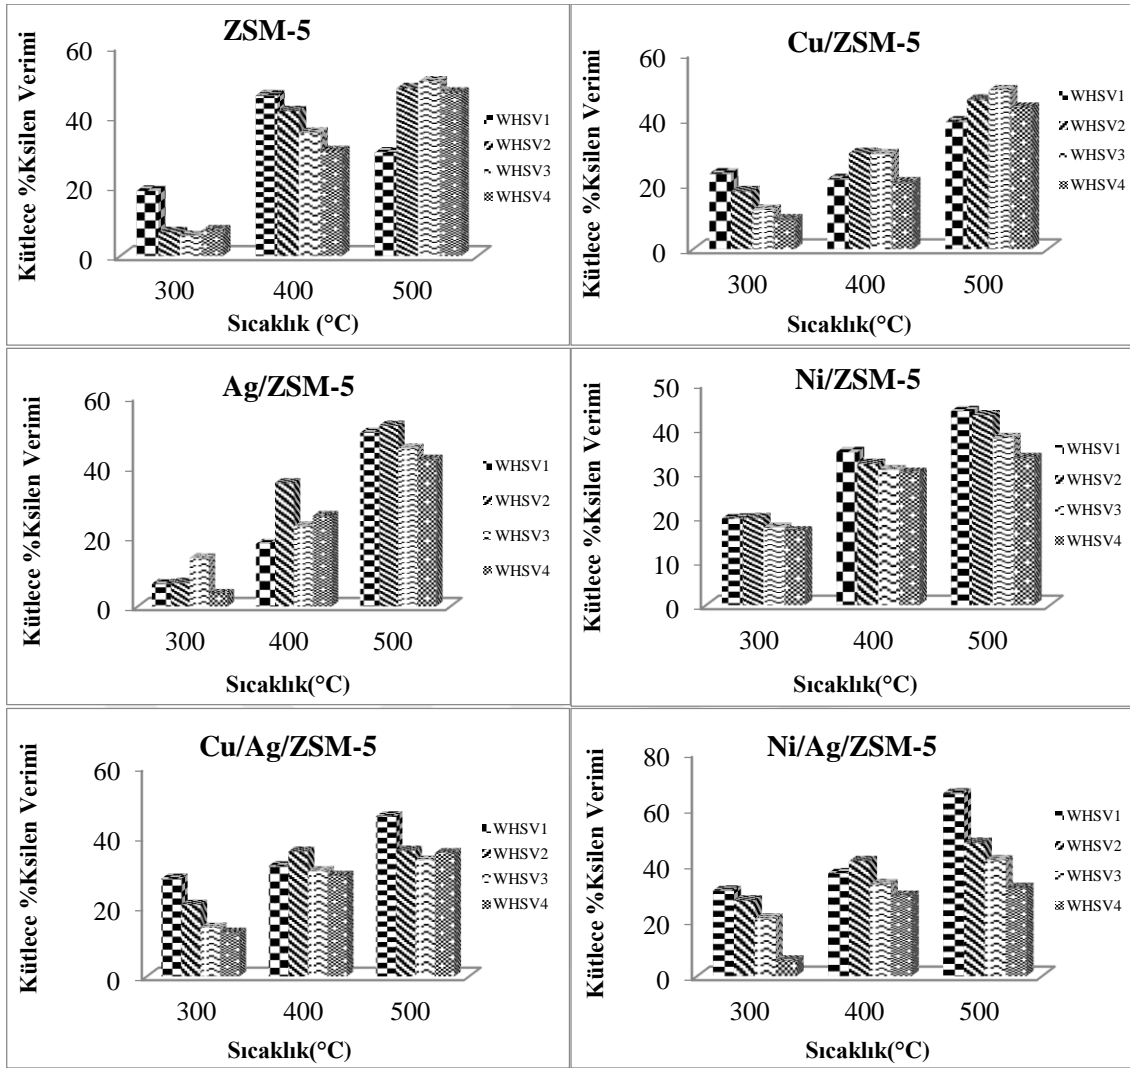 ZSM-5
Kütlece %Ksilen Verimi
60
40
20
0
300
400
500
Sıcaklık (°C)
WHSV1
WHSV2
WHSV3
WHSV4
Cu/ZSM-5
Kütlece %Ksilen Verimi
60
40
20
0
300
400
500
Sıcaklık(°C)
WHSV1
WHSV2
WHSV3
WHSV4
Ag/ZSM-5
Kütlece %Ksilen Verimi
60
40
20
0
300
400
500
Sıcaklık(°C)
WHSV1
WHSV2
WHSV3
WHSV4
Ni/ZSM-5
Kütlece %Ksilen Verimi
50
40
30
20
10
0
300
400
500
Sıcaklık(°C)
WHSV1
WHSV2
WHSV3
WHSV4
Cu/Ag/ZSM-5
Kütlece %Ksilen Verimi
60
40
20
0
300
400
500
Sıcaklık(°C)
WHSV1
WHSV2
WHSV3
WHSV4
Ni/Ag/ZSM-5
Kütlece %Ksilen Verimi
80
60
40
20
0
300
400
500
Sıcaklık(°C)
WHSV1
WHSV2
WHSV3
WHSV4